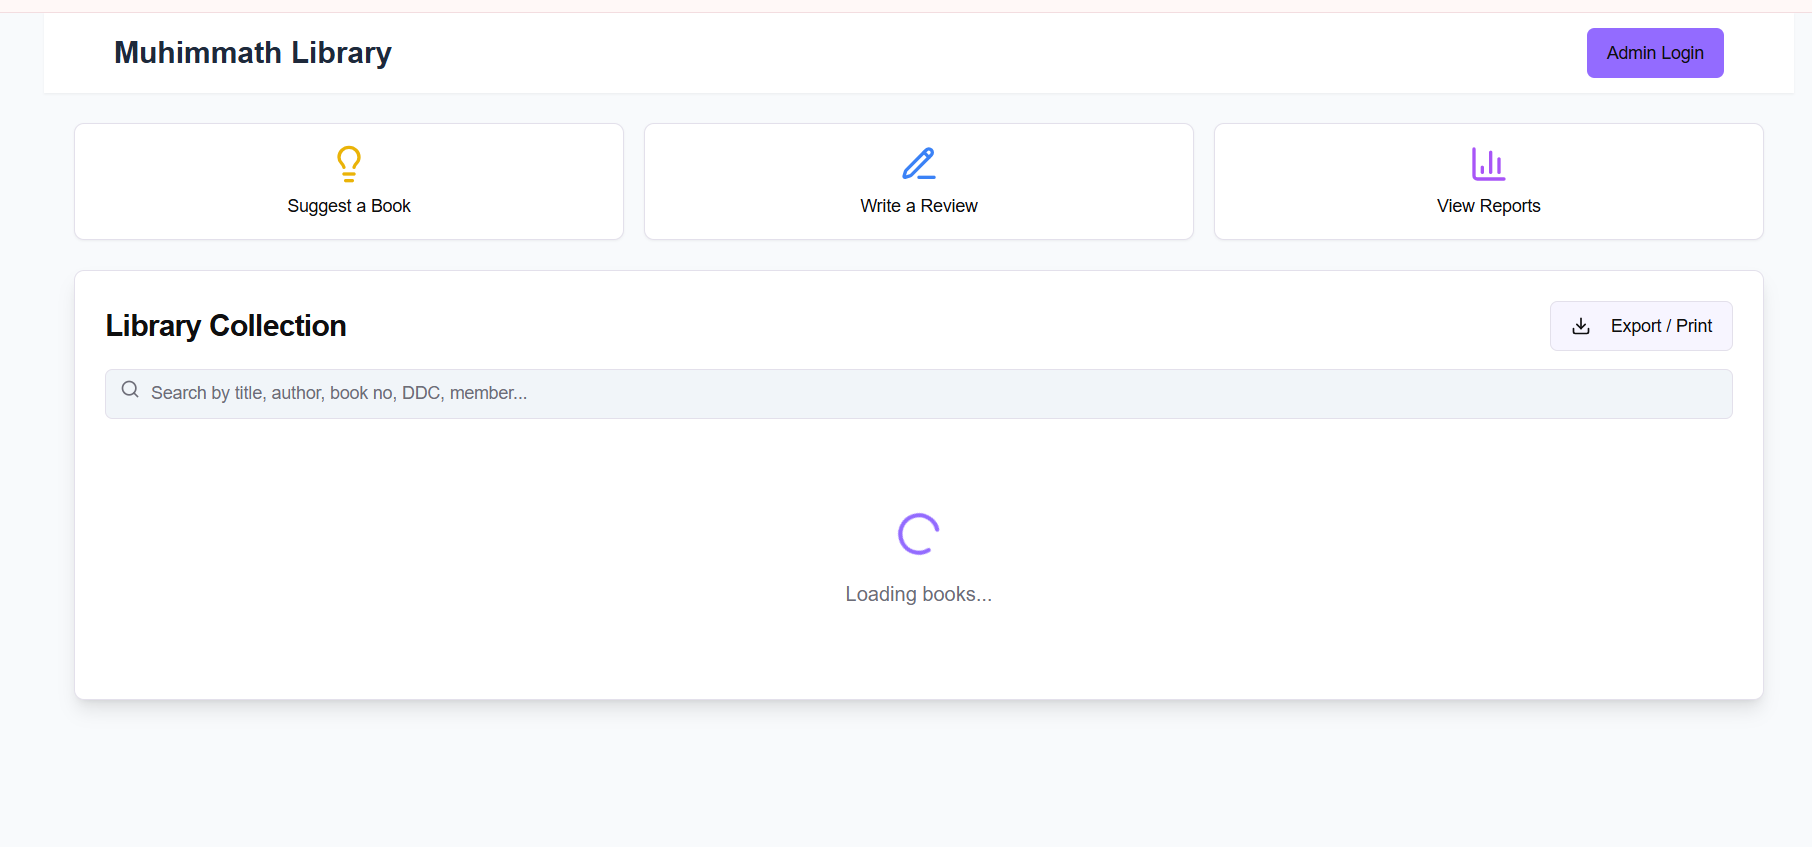 Muhimmath Library
Admin Login
Suggest a Book
Write a Review
View Reports
Library Collection
Export / Print
Search by title, author, book no, DDC, member...
Loading books...